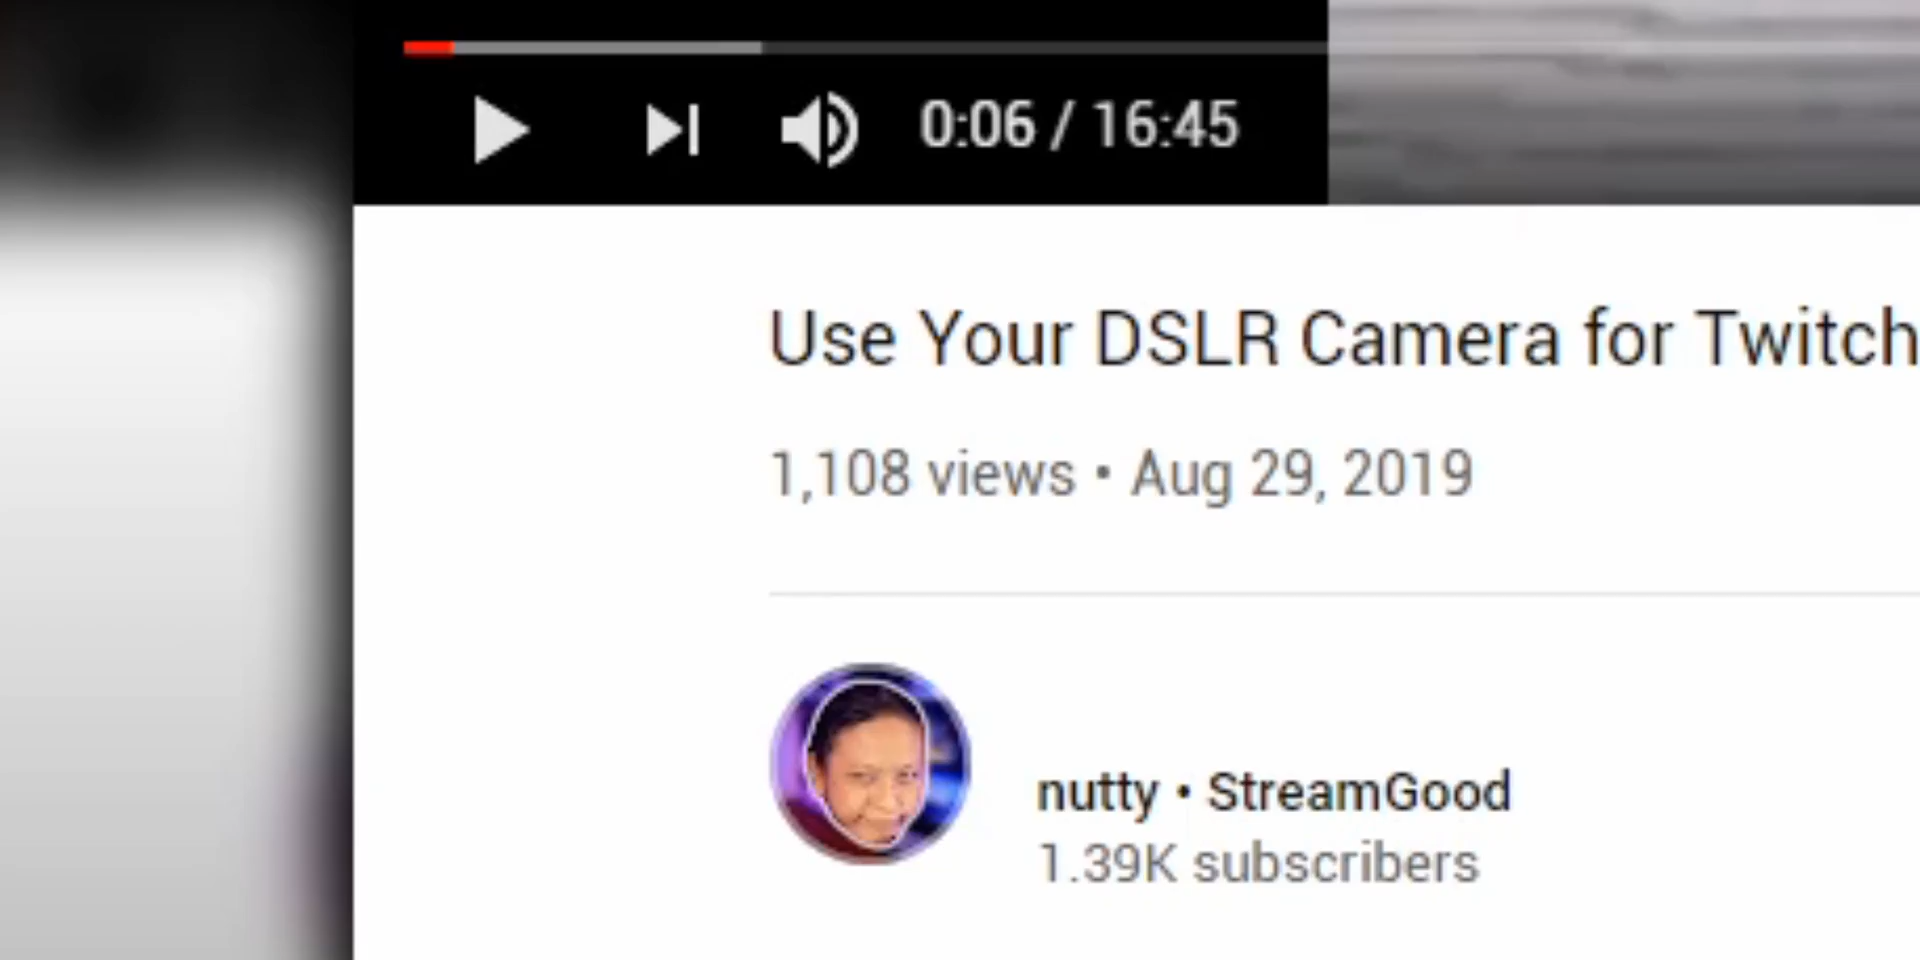 0:06 / 16:45
Use Your DSLR Camera for Twitch
1,108 views • Aug 29, 2019
nutty • StreamGood
1.39K subscribers